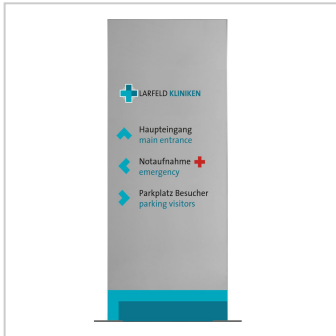 LARFELD KLINIKEN
Haupteingang
main entrance
Notaufnahme
emergency
Parkplatz Besucher
parking visitors